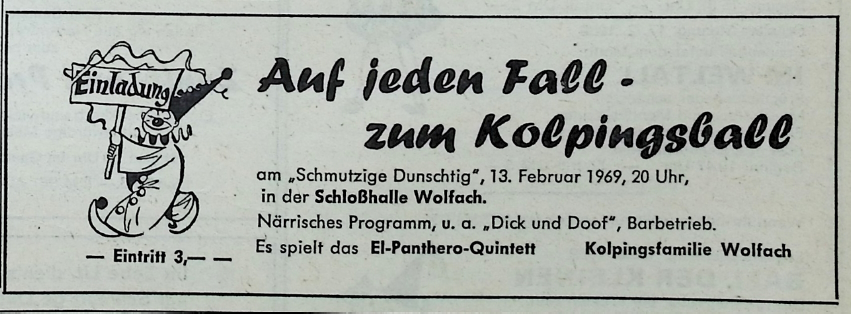 Einladung
Auf jeden Fall -
zum Kolpingsball
am „Schmutzige Dunschtig", 13. Februar 1969, 20 Uhr,
in der Schloßhalle Wolfach.
Närrisches Programm, u. a. „Dick und Doof", Barbetrieb.
Es spielt das El-Panthero-Quintett Kolpingsfamilie Wolfach
— Eintritt 3,— —